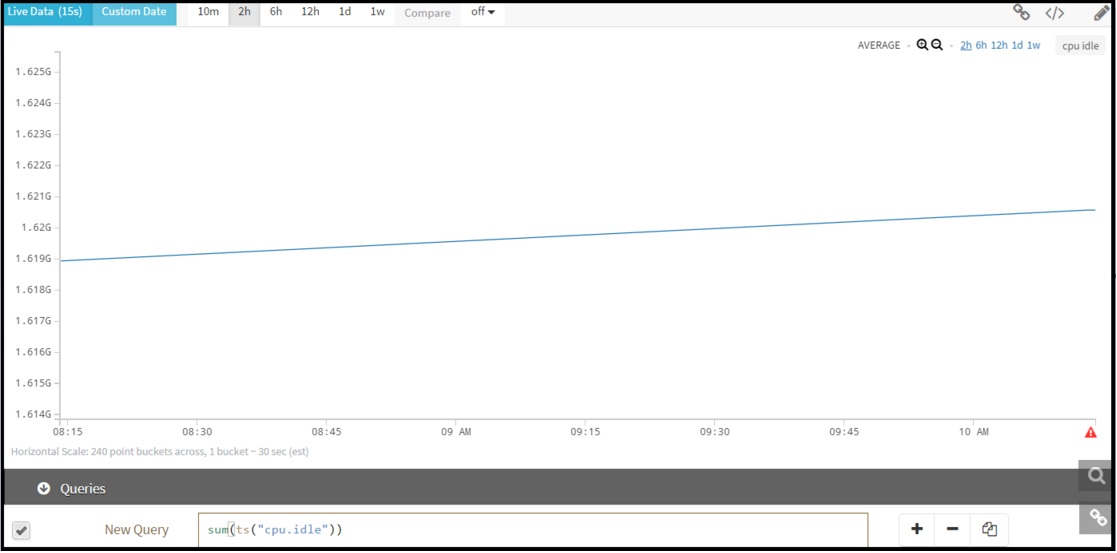 Live Data (15s) Custom Date 10m 2h 6h 12h 1d 1w Compare off
AVERAGE - - 2h 6h 12h 1d 1w cpu idle
1.625G
1.624G
1.623G
1.622G
1.621G
1.62G
1.619G
1.618G
1.617G
1.616G
1.615G
1.614G
08:15 08:30 08:45 09 AM 09:15 09:30 09:45 10 AM
Horizontal Scale: 240 point buckets across, 1 bucket ~ 30 sec (est)
Queries
New Query sum(ts("cpu.idle"))